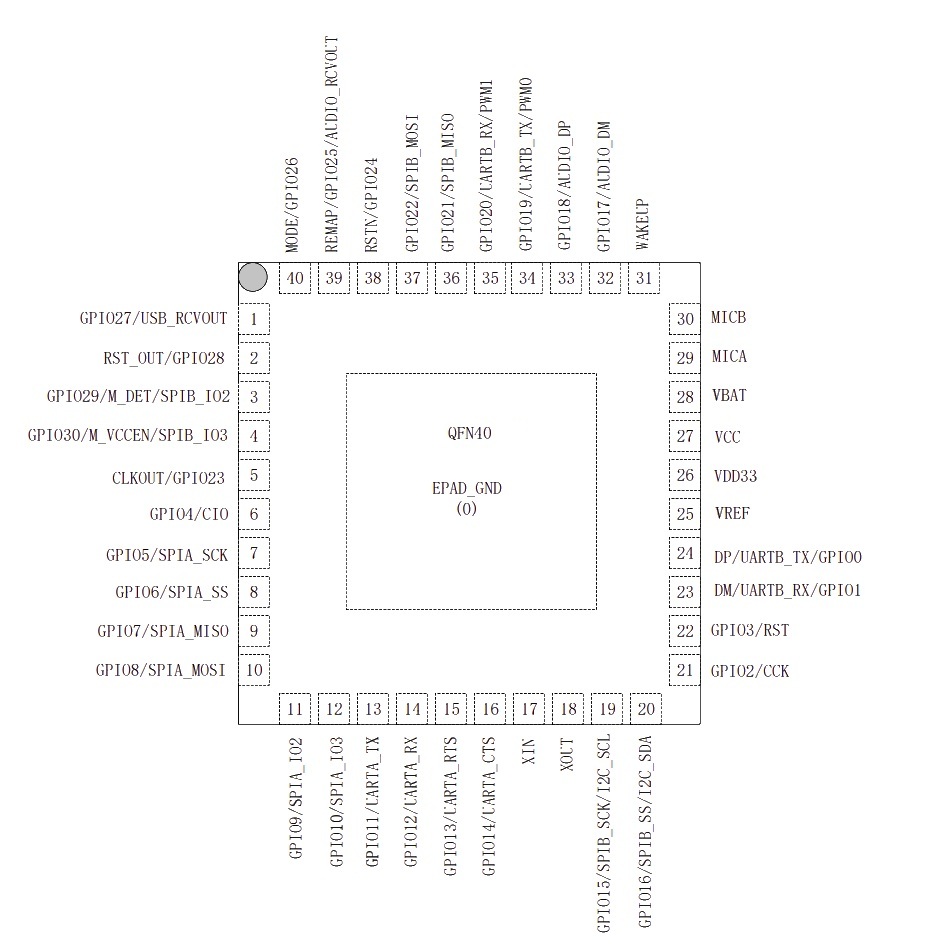 MODE/GPIO26
REMAP/GPIO25/AUDIO_RCVOUT
RSTN/GPIO24
GPIO22/SPIB_MOSI
GPIO21/SPIB_MISO
GPIO20/UARTB_RX/PWM1
GPIO19/UARTB_TX/PWM0
GPIO18/AUDIO_DP
GPIO17/AUDIO_DM
WAKEUP
40 39 38 37 36 35 34 33 32 31
GPIO27/USB_RCVOUT 1 30 MICB
RST_OUT/GPIO28 2 29 MICA
GPIO29/M_DET/SPIB_IO2 3 28 VBAT
GPIO30/M_VCCEN/SPIB_IO3 4 27 VCC
CLKOUT/GPIO23 5 26 VDD33
GPIO4/CIO 6 25 VREF
GPIO5/SPIA_SCK 7 24 DP/UARTB_TX/GPIO0
GPIO6/SPIA_SS 8 23 DM/UARTB_RX/GPIO1
GPIO7/SPIA_MISO 9 22 GPIO3/RST
GPIO8/SPIA_MOSI 10 21 GPIO2/CCK
QFN40
EPAD_GND
(0)
11 12 13 14 15 16 17 18 19 20
GPIO9/SPIA_IO2
GPIO10/SPIA_IO3
GPIO11/UARTA_TX
GPIO12/UARTA_RX
GPIO13/UARTA_RTS
GPIO14/UARTA_CTS
XIN
XOUT
GPIO15/SPIB_SCK/I2C_SCL
GPIO16/SPIB_SS/I2C_SDA